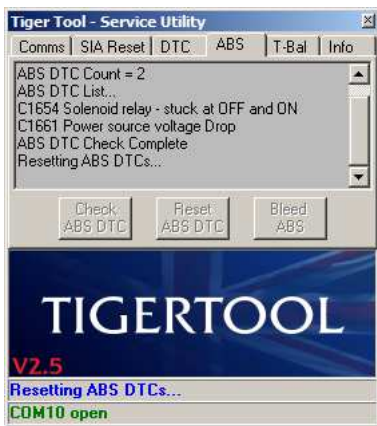 Tiger Tool - Service Utility
Comms SIA Reset DTC ABS T-Bal Info
ABS DTC Count = 2
ABS DTC List...
C1654 Solenoid relay - stuck at OFF and ON
C1661 Power source voltage Drop
ABS DTC Check Complete
Resetting ABS DTCs...
Check ABS DTC
Reset ABS DTC
Bleed ABS
TIGERTOOL
V2.5
Resetting ABS DTCs...
COM10 open